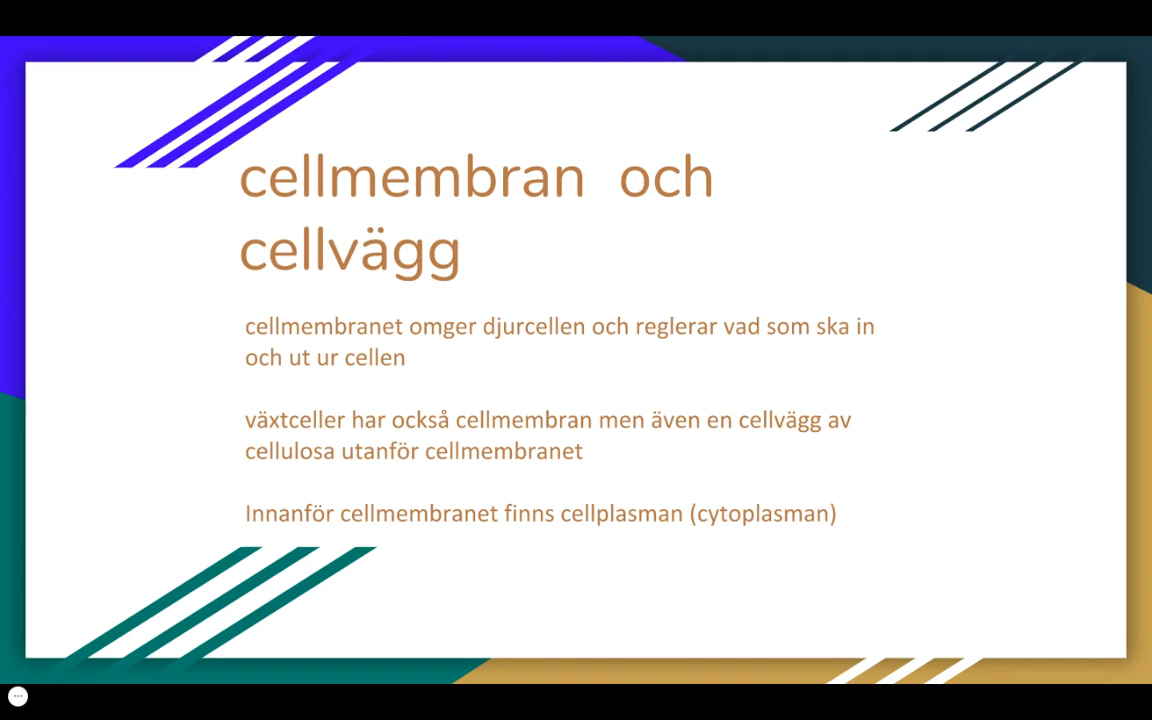 cellmembran och
cellvägg
cellmembranet omger djurcellen och reglerar vad som ska in
och ut ur cellen
växtceller har också cellmembran men även en cellvägg av
cellulosa utanför cellmembranet
Innanför cellmembranet finns cellplasman (cytoplasman)